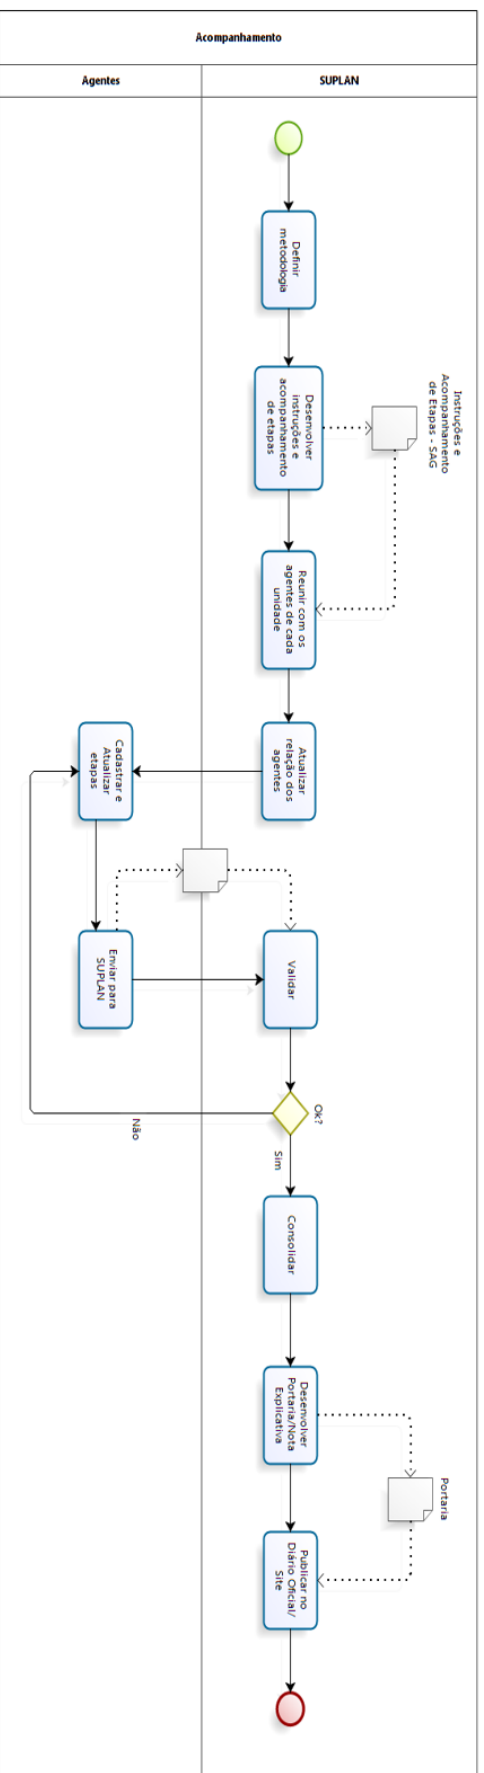 Acompanhamento
Agentes
SUPLAN
Definir
metodologia
Desenvolver
instruções e
acompanhamento
de etapas
Instruções e
Acompanhamento
de Etapas - SAG
Reunir com os
agentes de cada
unidade
Atualizar
relação dos
agentes
Cadastrar e
Atualizar
etapas
Enviar para
SUPLAN
Validar
Ok?
Não
Sim
Consolidar
Desenvolver
Portaria/Nota
Explicativa
Portaria
Publicar no
Diário Oficial/
Site